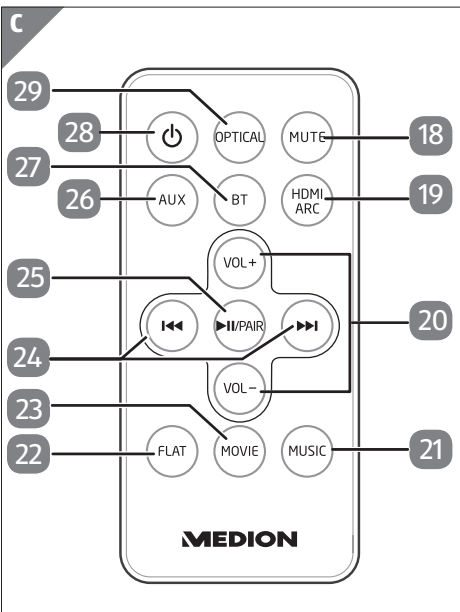 C
29
28
OPTICAL
MUTE
18
27
26
AUX
BT
HDMI
ARC
19
VOL+
25
▶II/PAIR
20
24
VOL−
23
22
FLAT
MOVIE
MUSIC
21
MEDION